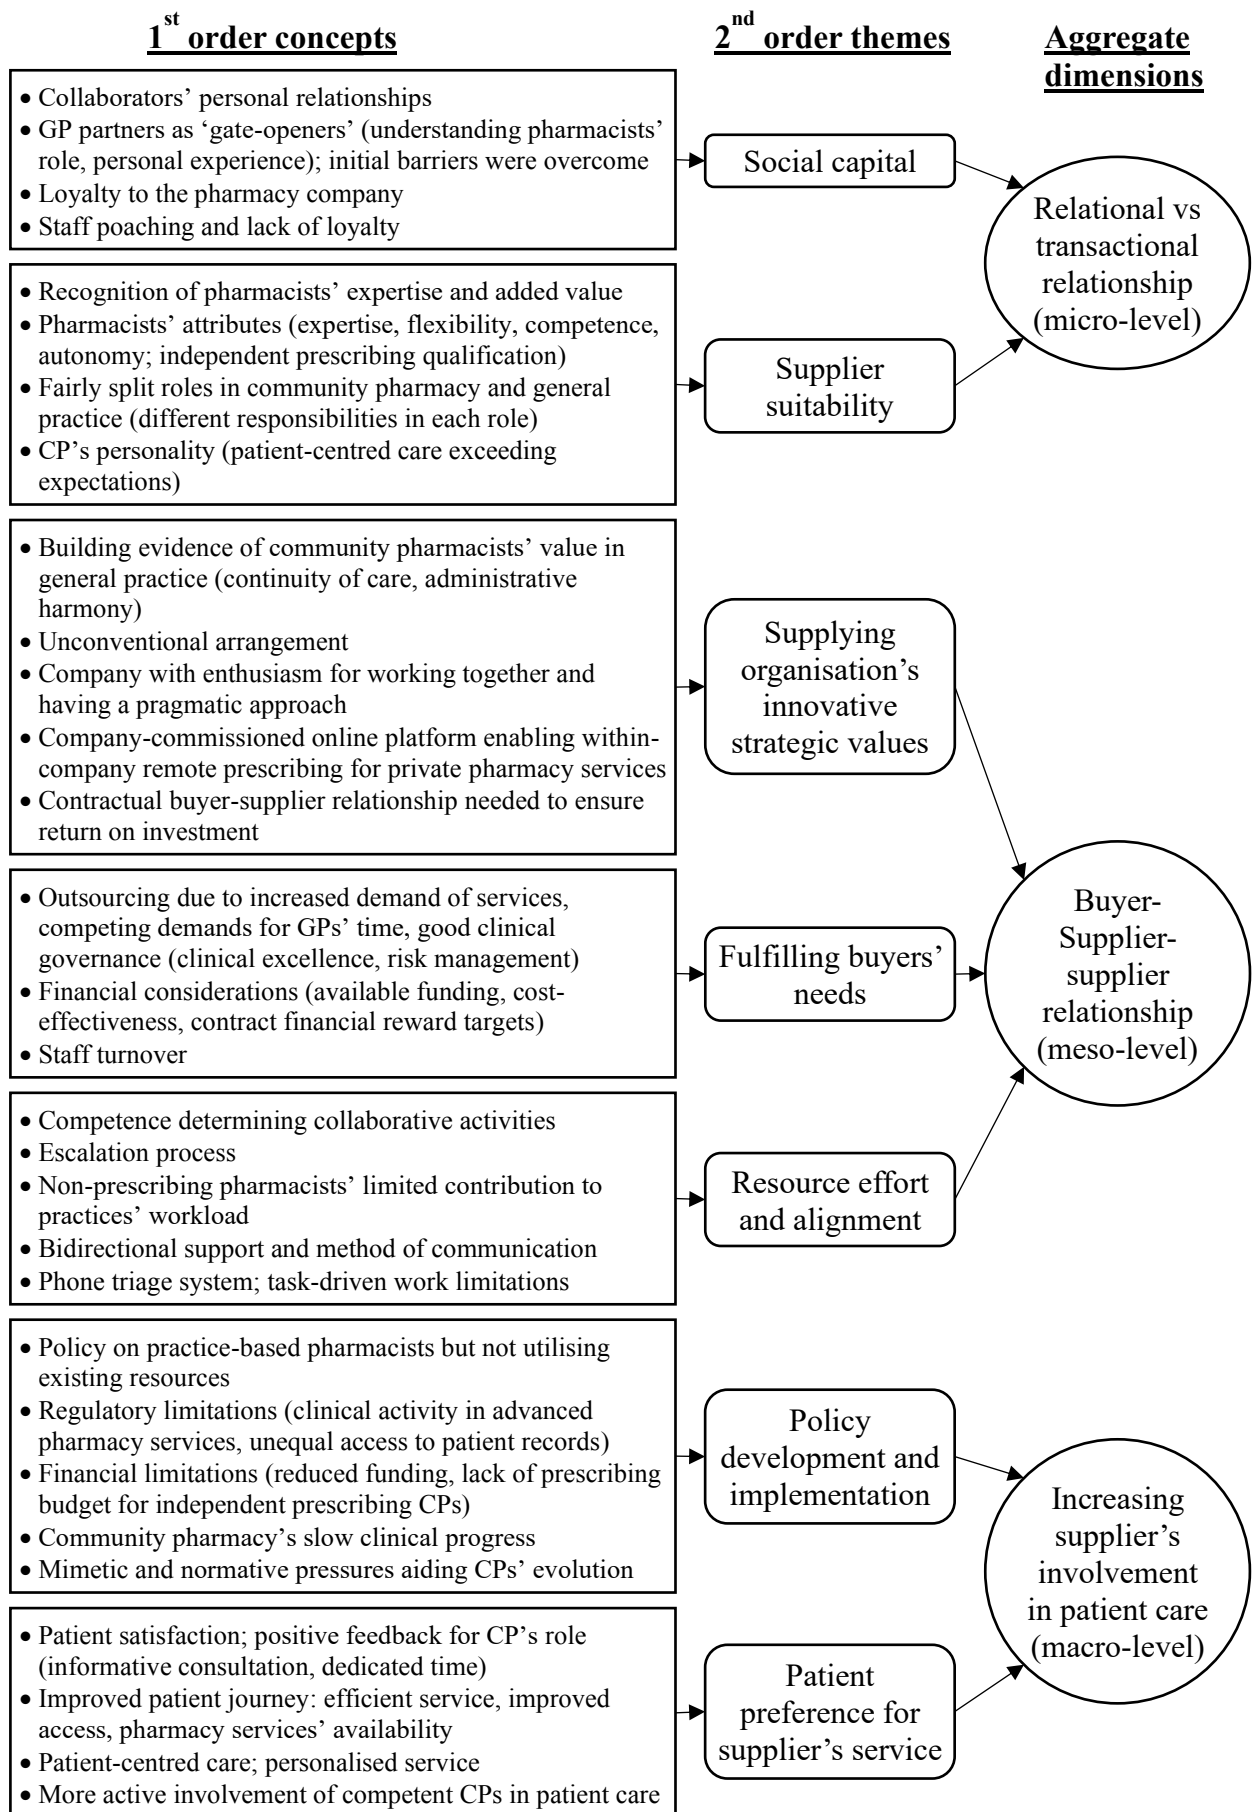 1st order concepts
2nd order themes
Aggregate
dimensions
• Collaborators’ personal relationships
• GP partners as ‘gate-openers’ (understanding pharmacists’
role, personal experience); initial barriers were overcome
• Loyalty to the pharmacy company
• Staff poaching and lack of loyalty
Social capital
• Recognition of pharmacists’ expertise and added value
• Pharmacists’ attributes (expertise, flexibility, competence,
autonomy; independent prescribing qualification)
• Fairly split roles in community pharmacy and general
practice (different responsibilities in each role)
• CP’s personality (patient-centred care exceeding
expectations)
Supplier
suitability
Relational vs
transactional
relationship
(micro-level)
• Building evidence of community pharmacists’ value in
general practice (continuity of care, administrative
harmony)
• Unconventional arrangement
• Company with enthusiasm for working together and
having a pragmatic approach
• Company-commissioned online platform enabling within-
company remote prescribing for private pharmacy services
• Contractual buyer-supplier relationship needed to ensure
return on investment
Supplying
organisation’s
innovative
strategic values
• Outsourcing due to increased demand of services,
competing demands for GPs’ time, good clinical
governance (clinical excellence, risk management)
• Financial considerations (available funding, cost-
effectiveness, contract financial reward targets)
• Staff turnover
Fulfilling buyers’
needs
• Competence determining collaborative activities
• Escalation process
• Non-prescribing pharmacists’ limited contribution to
practices’ workload
• Bidirectional support and method of communication
• Phone triage system; task-driven work limitations
Resource effort
and alignment
Buyer-
Supplier-
supplier
relationship
(meso-level)
• Policy on practice-based pharmacists but not utilising
existing resources
• Regulatory limitations (clinical activity in advanced
pharmacy services, unequal access to patient records)
• Financial limitations (reduced funding, lack of prescribing
budget for independent prescribing CPs)
• Community pharmacy’s slow clinical progress
• Mimetic and normative pressures aiding CPs’ evolution
Policy
development and
implementation
• Patient satisfaction; positive feedback for CP’s role
(informative consultation, dedicated time)
• Improved patient journey: efficient service, improved
access, pharmacy services’ availability
• Patient-centred care; personalised service
• More active involvement of competent CPs in patient care
Patient
preference for
supplier’s service
Increasing
supplier’s
involvement
in patient care
(macro-level)